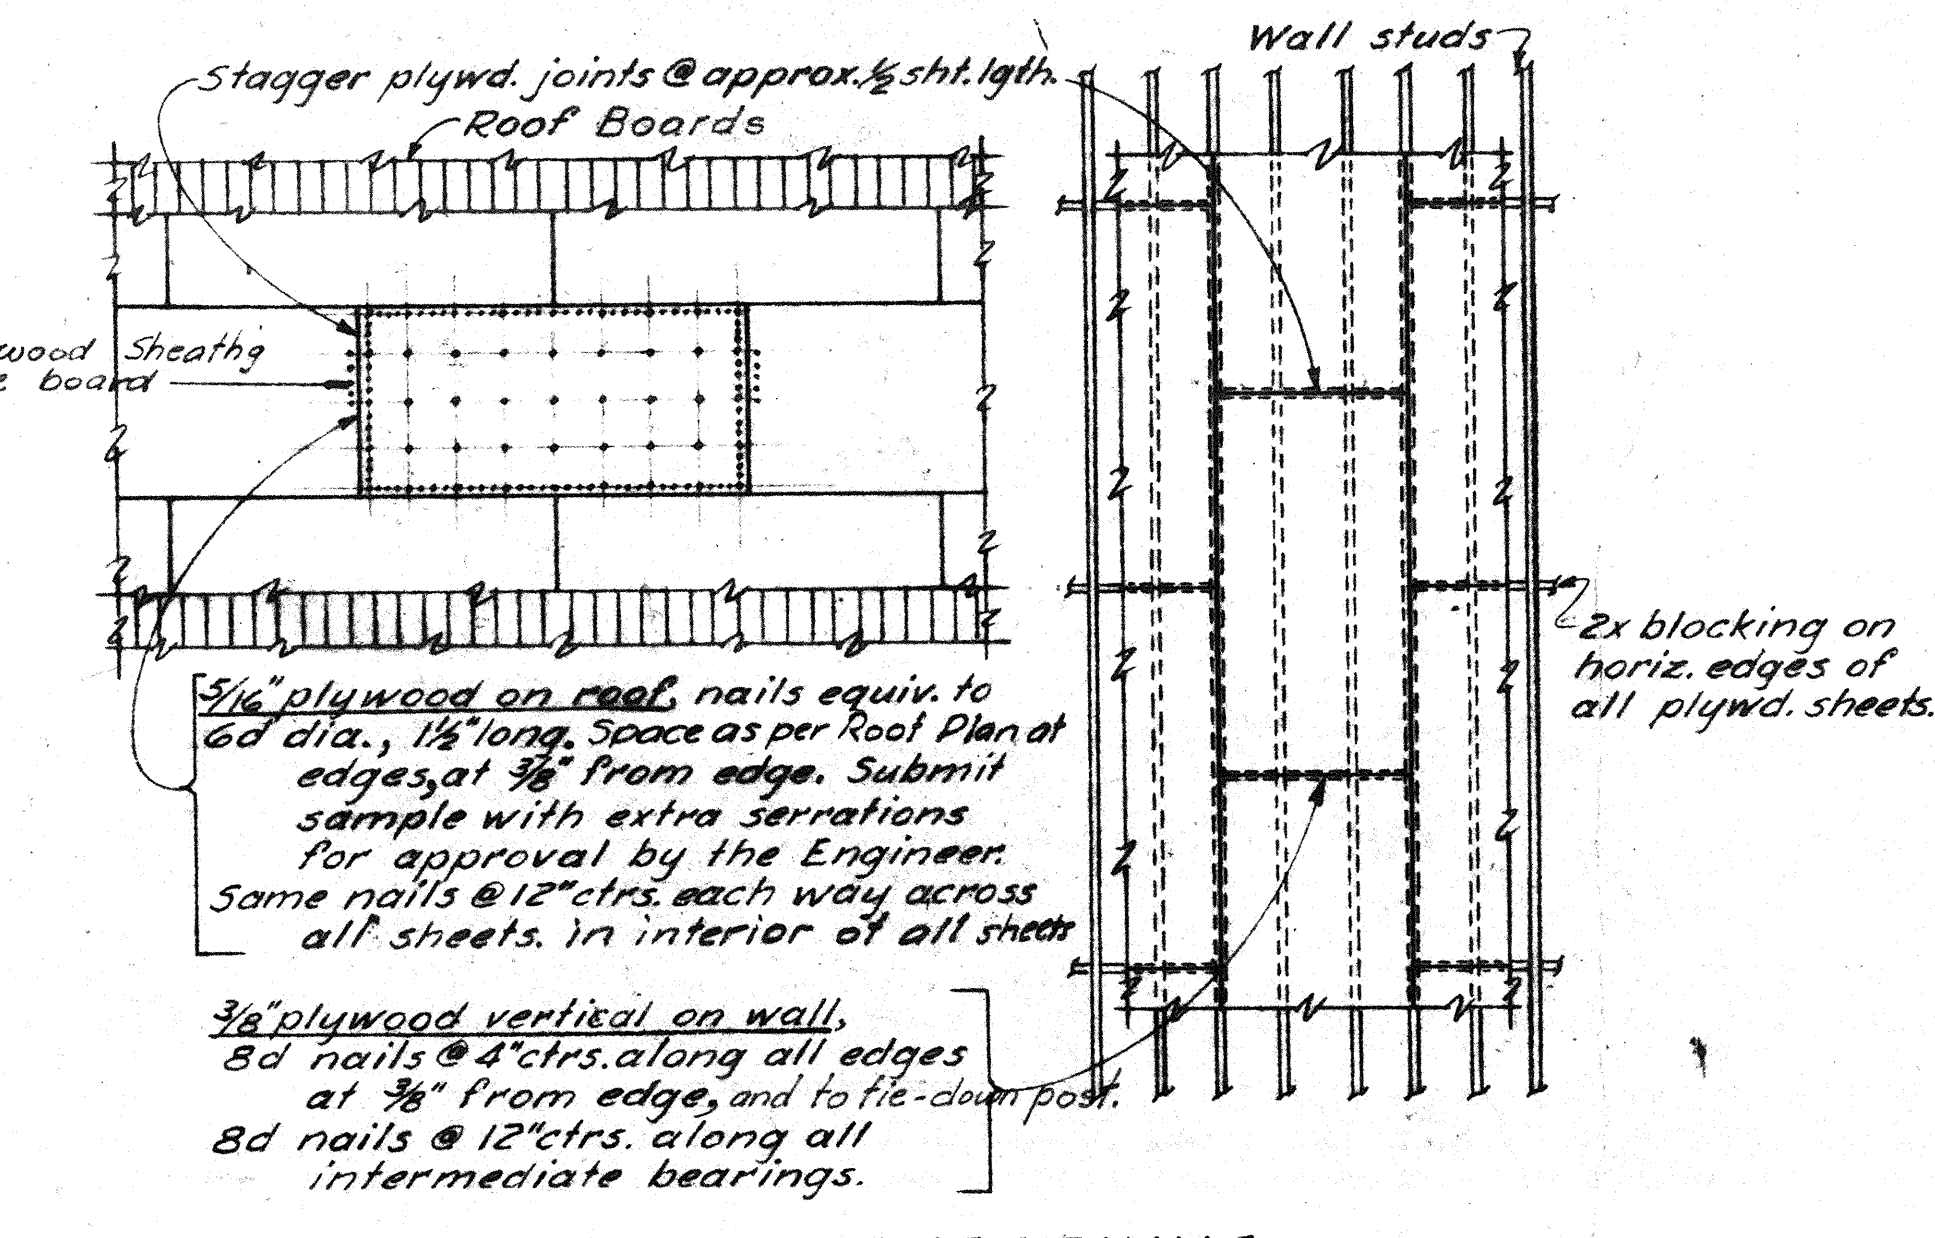 Wall studs
Stagger plywd. joints @ approx. 1/2 sht. lgth.
Roof Boards
wood Sheathg
board
2x blocking on
horiz. edges of
all plywd. sheets.
5/16" plywood on roof, nails equiv. to
6d dia., 1 1/2" long. Space as per Roof Plan at
edges, at 3/8" from edge. Submit
sample with extra serrations
for approval by the Engineer.
Same nails @ 12" ctrs. each way across
all sheets. in interior of all sheets
3/8" plywood vertical on wall,
8d nails @ 4" ctrs. along all edges
at 3/8" from edge, and to tie-down post.
8d nails @ 12" ctrs. along all
intermediate bearings.